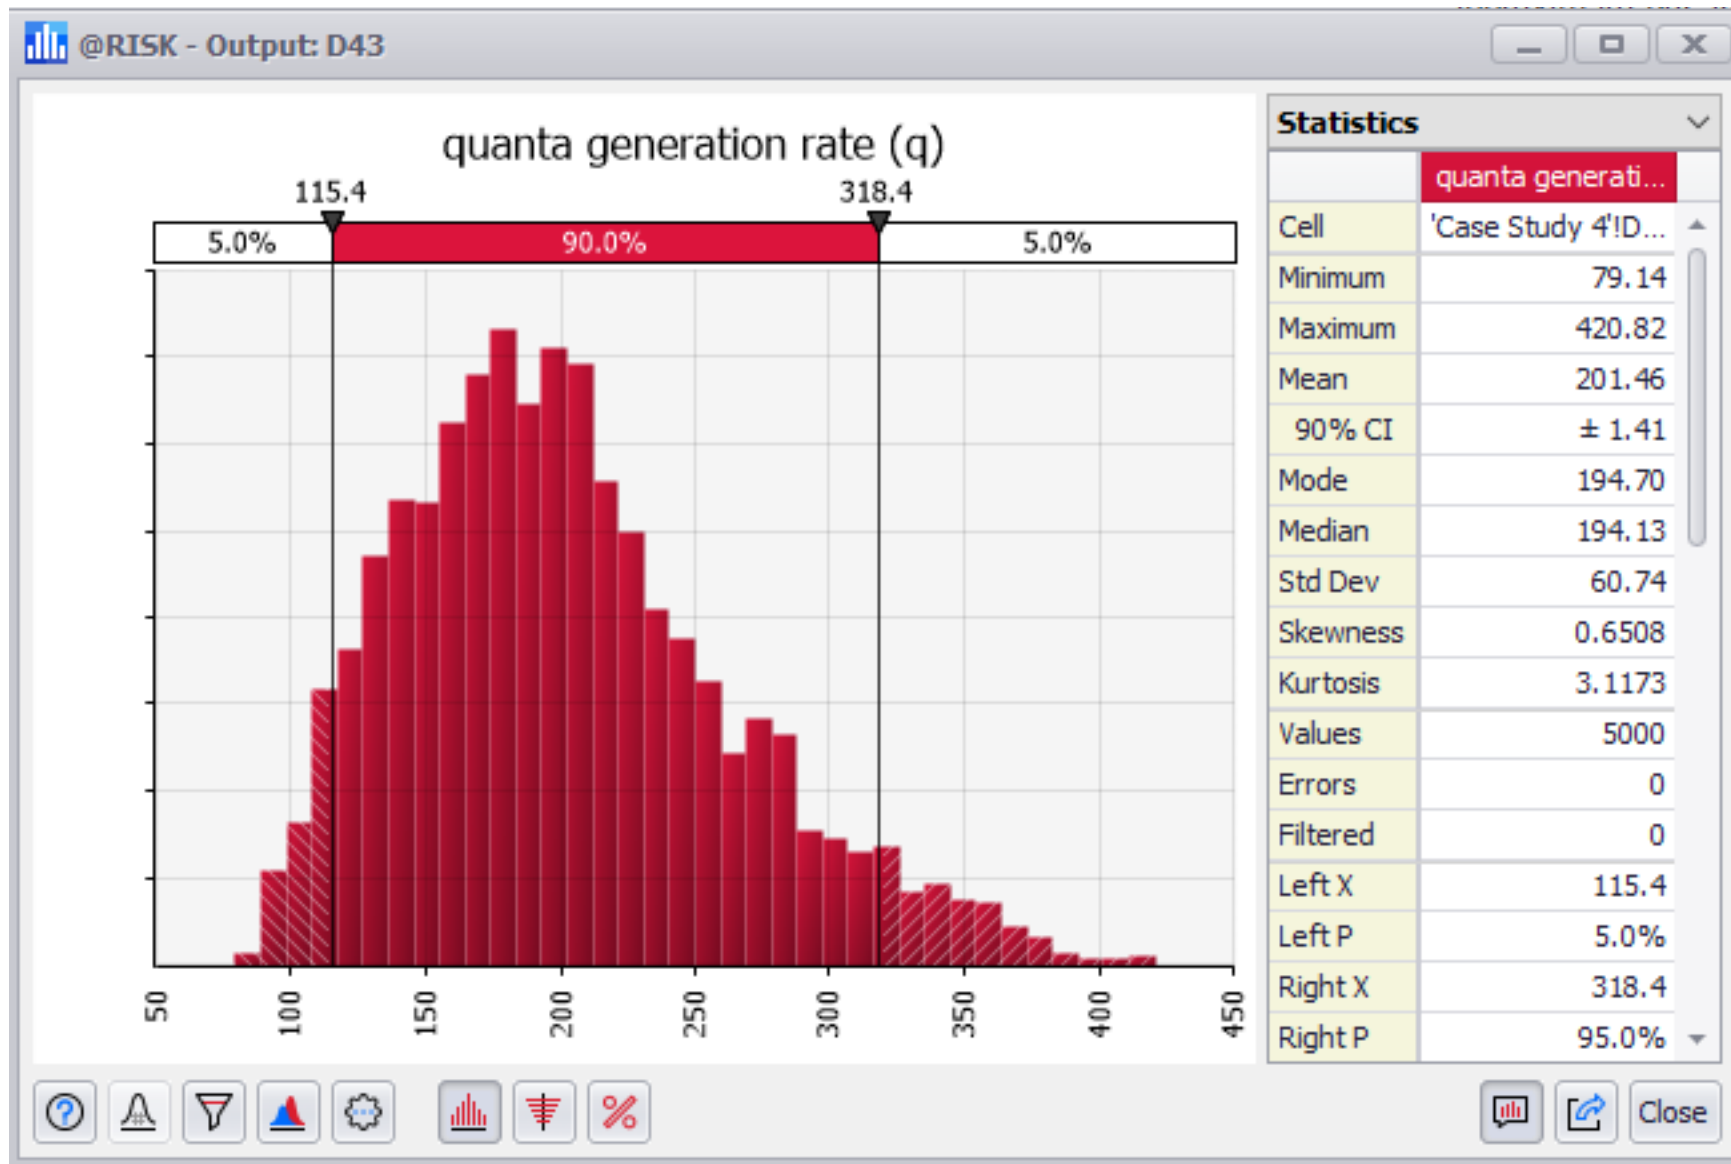 @RISK - Output: D43
quanta generation rate (q)
115.4 318.4
5.0% 90.0% 5.0%
50 100 150 200 250 300 350 400 450
Statistics
quanta generati...
Cell 'Case Study 4'!D...
Minimum 79.14
Maximum 420.82
Mean 201.46
90% CI ± 1.41
Mode 194.70
Median 194.13
Std Dev 60.74
Skewness 0.6508
Kurtosis 3.1173
Values 5000
Errors 0
Filtered 0
Left X 115.4
Left P 5.0%
Right X 318.4
Right P 95.0%
Close